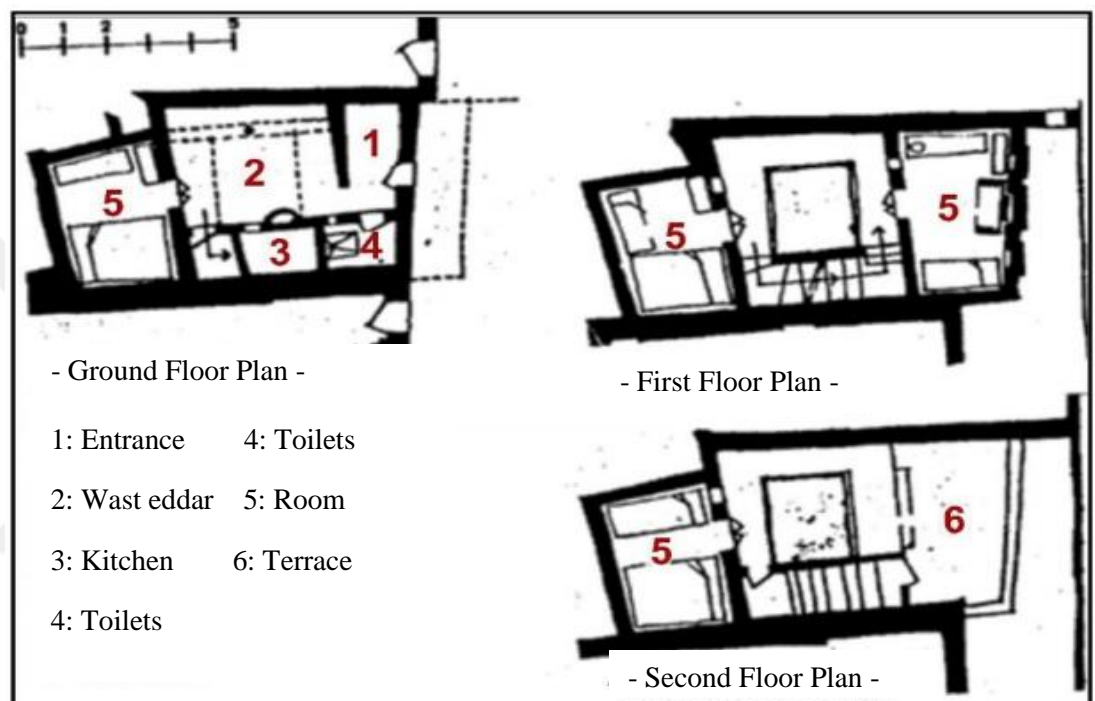 0 1 2 5
1
2
5
3
4
- Ground Floor Plan -
5
5
- First Floor Plan -
1: Entrance 4: Toilets
2: Wast eddar 5: Room
3: Kitchen 6: Terrace
4: Toilets
5
6
- Second Floor Plan -